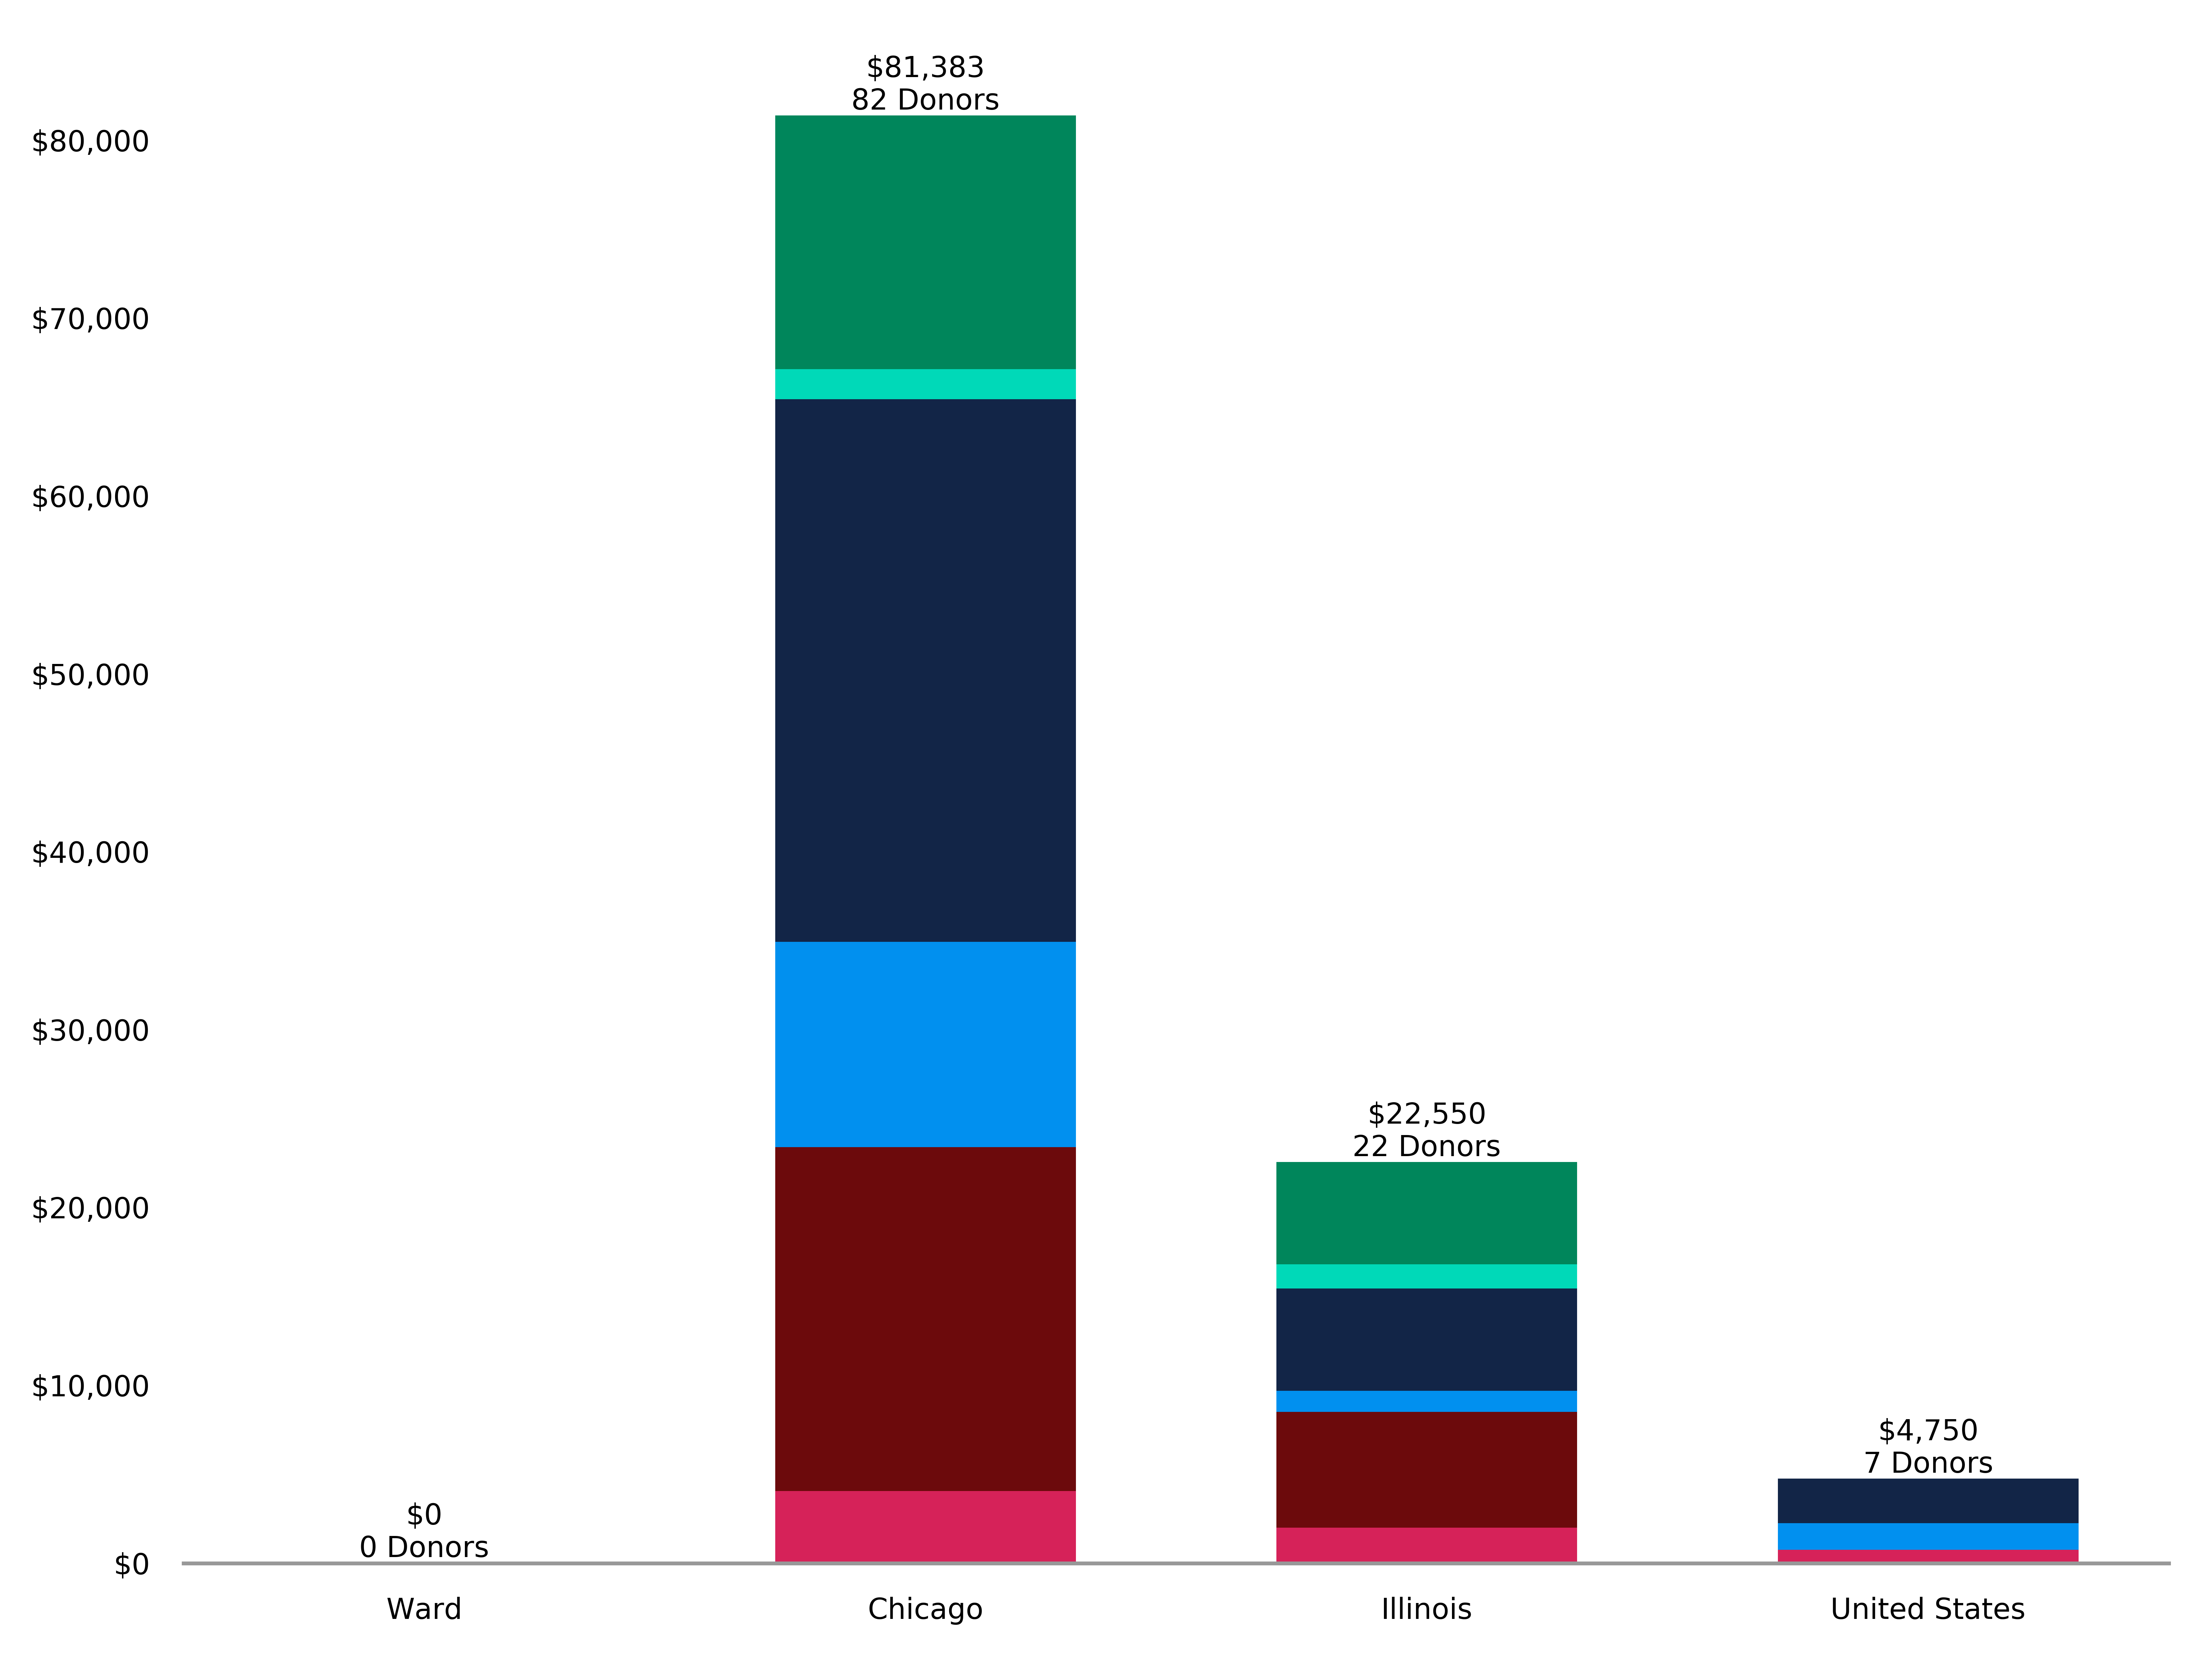 $81,383
82 Donors
$80,000
$70,000
$60,000
$50,000
$40,000
$30,000
$22,550
22 Donors
$20,000
$10,000
$4,750
7 Donors
$0
0 Donors
$0
Ward
Chicago
Illinois
United States